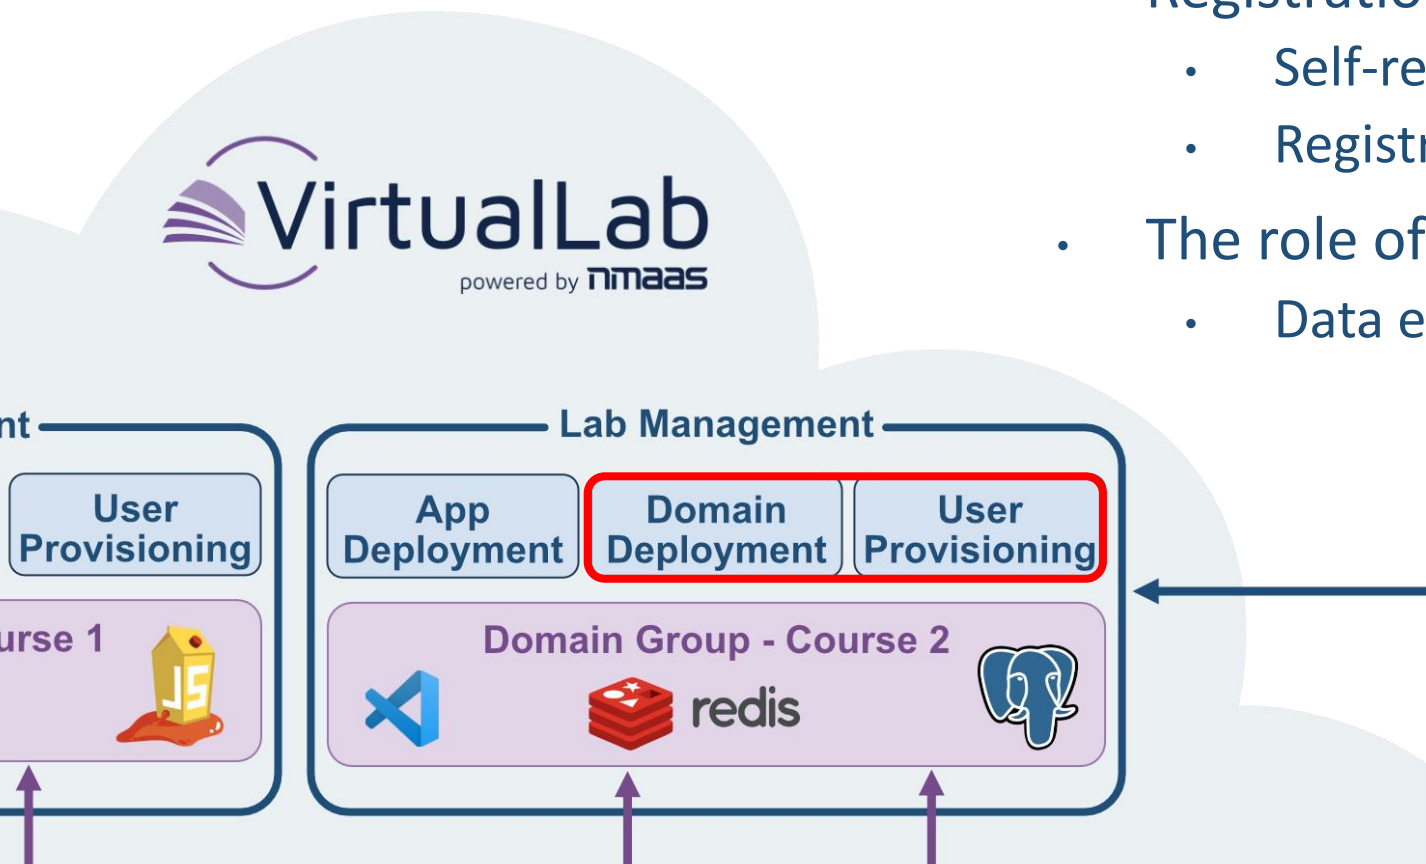 Self-re
Registr
The role of
Data e
VirtualLab
powered by nmaas
nt
User
Provisioning
urse 1
JS
Lab Management
App
Deployment
Domain
Deployment
User
Provisioning
Domain Group - Course 2
redis